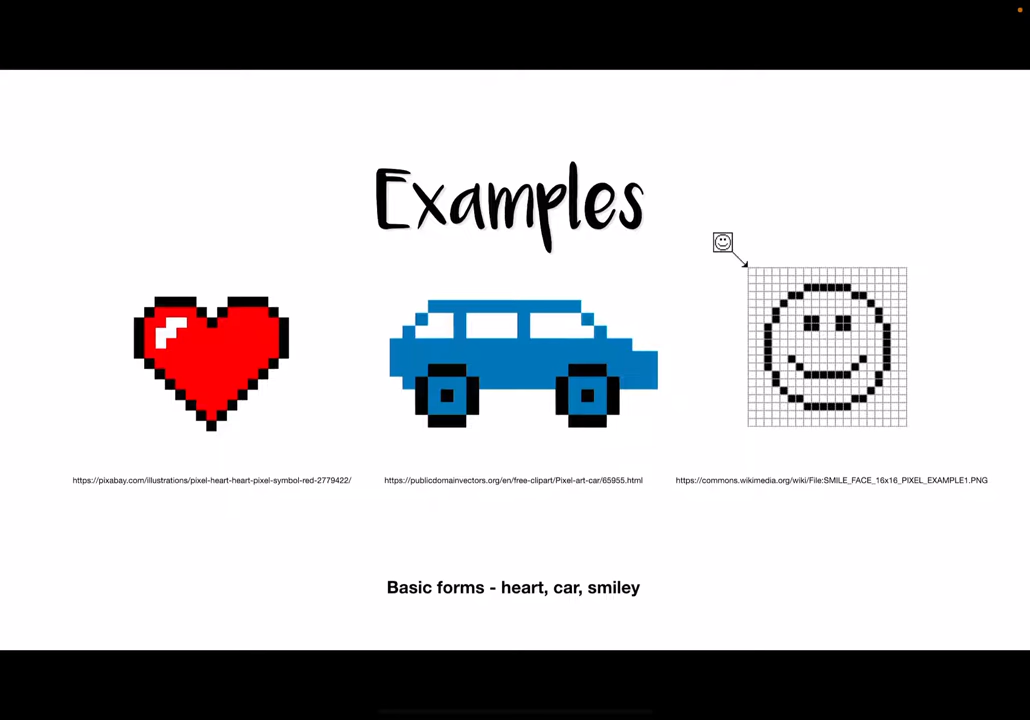 Examples
https://pixabay.com/illustrations/pixel-heart-heart-pixel-symbol-red-2779422/
https://publicdomainvectors.org/en/free-clipart/Pixel-art-car/65955.html
https://commons.wikimedia.org/wiki/File:SMILE_FACE_16x16_PIXEL_EXAMPLE1.PNG
Basic forms - heart, car, smiley